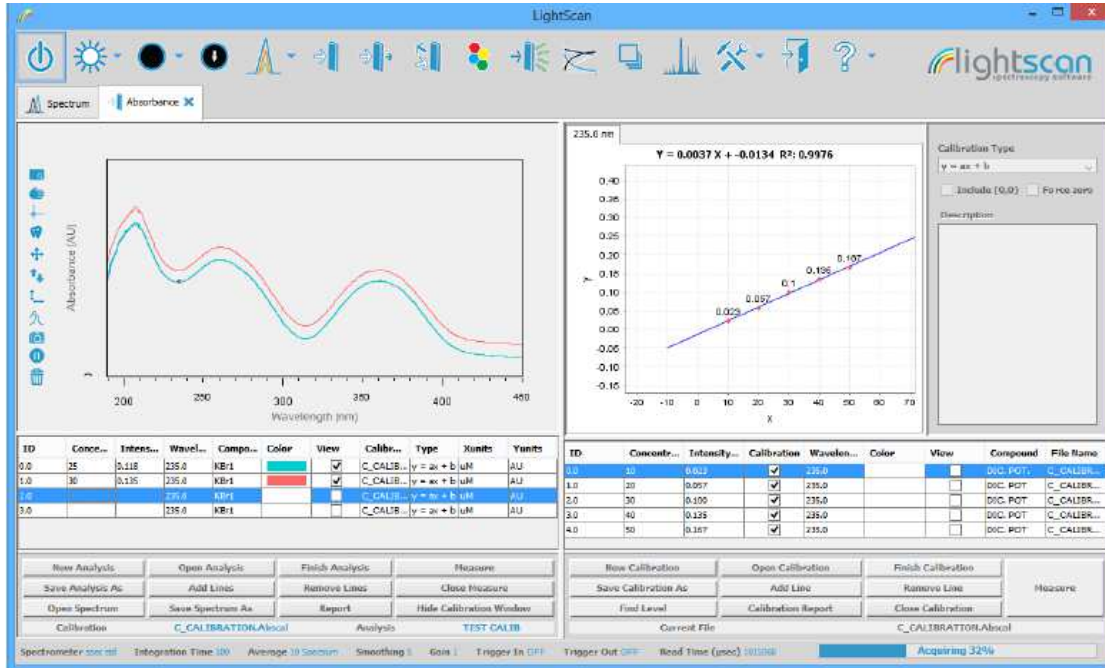 LightScan
lightscan
spectroscopy software
Spectrum
Absorbance
235.0 nm
Y = 0.0037 X + -0.0134 R²: 0.9976
0.40
0.35
0.30
0.25
0.20
0.15
0.10
0.05
0.00
-0.05
-0.10
-0.15
Y
0.023
0.057
0.1
0.136
0.167
-20 -10 0 10 20 30 40 50 60 70
X
Calibration Type
y = ax + b
Include (0,0) Force zero
Description
Absorbance (AU)
200 250 300 350 400 450
Wavelength (nm)
ID Conce... Intens... Wavel... Compo... Color View Calibr... Type Xunits Yunits
0.0 25 0.118 235.0 KBr1 C_CALIB... y = ax + b uM AU
1.0 30 0.135 235.0 KBr1 C_CALIB... y = ax + b uM AU
2.0 235.0 KBr1 C_CALIB... y = ax + b uM AU
3.0 235.0 KBr1 C_CALIB... y = ax + b uM AU
ID Concentr... Intensity... Calibration Wavelen... Color View Compound File Name
0.0 10 0.023 235.0 DIC. POT. C_CALIBR...
1.0 20 0.057 235.0 DIC. POT C_CALIBR...
2.0 30 0.100 235.0 DIC. POT C_CALIBR...
3.0 40 0.135 235.0 DIC. POT C_CALIBR...
4.0 50 0.167 235.0 DIC. POT C_CALIBR...
New Analysis Open Analysis Finish Analysis Measure
Save Analysis As Add Lines Remove Lines Close Measure
Open Spectrum Save Spectrum As Report Hide Calibration Window
Calibration C_CALIBRATION.Abscal Analysis TEST CALIB
New Calibration Open Calibration Finish Calibration
Save Calibration As Add Line Remove Line Measure
Find Level Calibration Report Close Calibration
Current File C_CALIBRATION.Abscal
Spectrometer Integration Time 100 Average 10 Spectrum Smoothing 5 Gain 1 Trigger In OFF Trigger Out OFF Read Time (µsec) Acquiring 32%